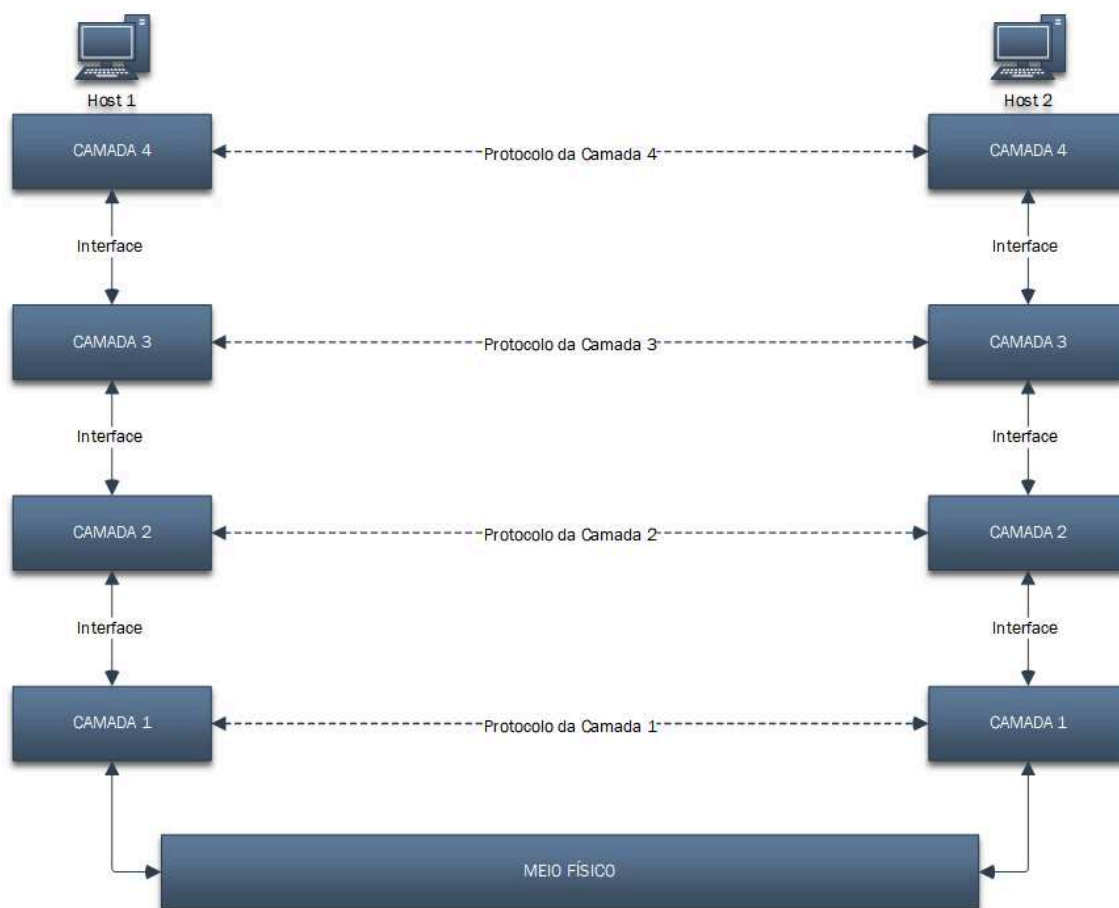 Host 1
Host 2
CAMADA 4
Protocolo da Camada 4
CAMADA 4
Interface
Interface
CAMADA 3
Protocolo da Camada 3
CAMADA 3
Interface
Interface
CAMADA 2
Protocolo da Camada 2
CAMADA 2
Interface
Interface
CAMADA 1
Protocolo da Camada 1
CAMADA 1
MEIO FÍSICO